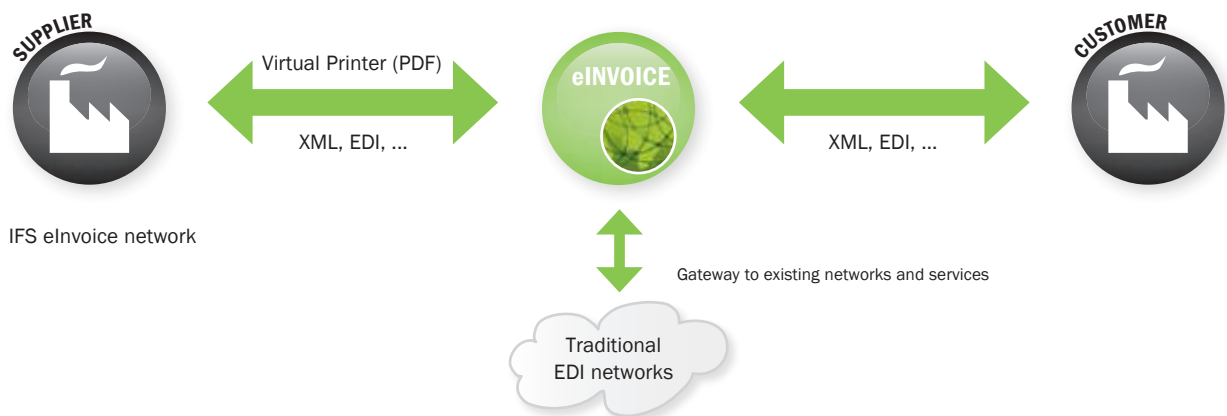 SUPPLIER
CUSTOMER
Virtual Printer (PDF)
eINVOICE
XML, EDI, ...
XML, EDI, ...
IFS eInvoice network
Gateway to existing networks and services
Traditional
EDI networks